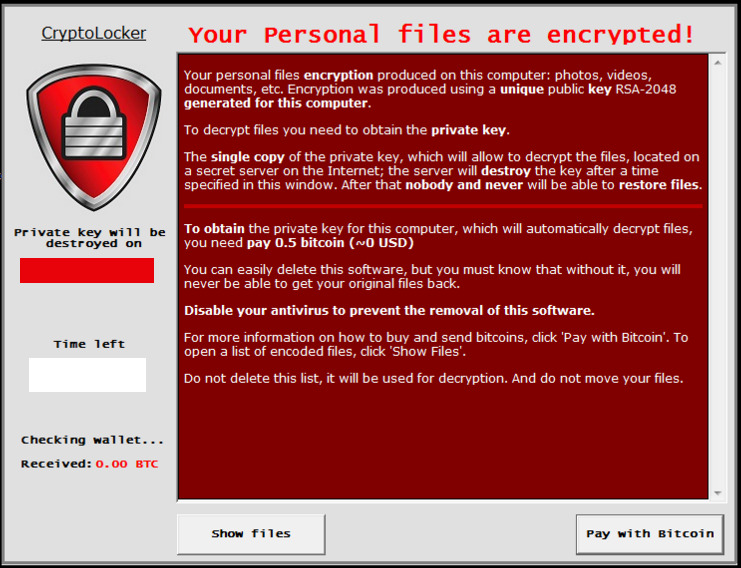 CryptoLocker
Your Personal files are encrypted!
Private key will be
destroyed on
Time left
Checking wallet...
Received: 0.00 BTC
Your personal files encryption produced on this computer: photos, videos,
documents, etc. Encryption was produced using a unique public key RSA-2048
generated for this computer.
To decrypt files you need to obtain the private key.
The single copy of the private key, which will allow to decrypt the files, located on
a secret server on the Internet; the server will destroy the key after a time
specified in this window. After that nobody and never will be able to restore files.
To obtain the private key for this computer, which will automatically decrypt files,
you need pay 0.5 bitcoin (~0 USD)
You can easily delete this software, but you must know that without it, you will
never be able to get your original files back.
Disable your antivirus to prevent the removal of this software.
For more information on how to buy and send bitcoins, click 'Pay with Bitcoin'. To
open a list of encoded files, click 'Show Files'.
Do not delete this list, it will be used for decryption. And do not move your files.
Show files
Pay with Bitcoin